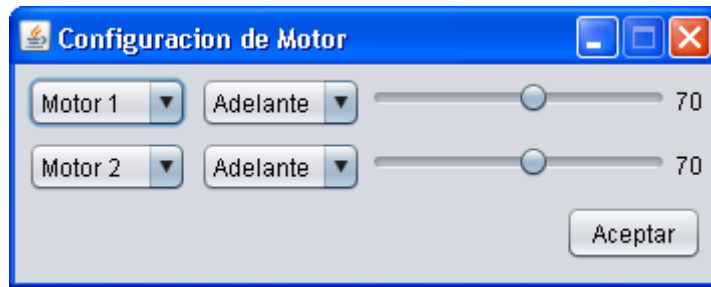 Configuracion de Motor
Motor 1 Adelante 70
Motor 2 Adelante 70
Aceptar